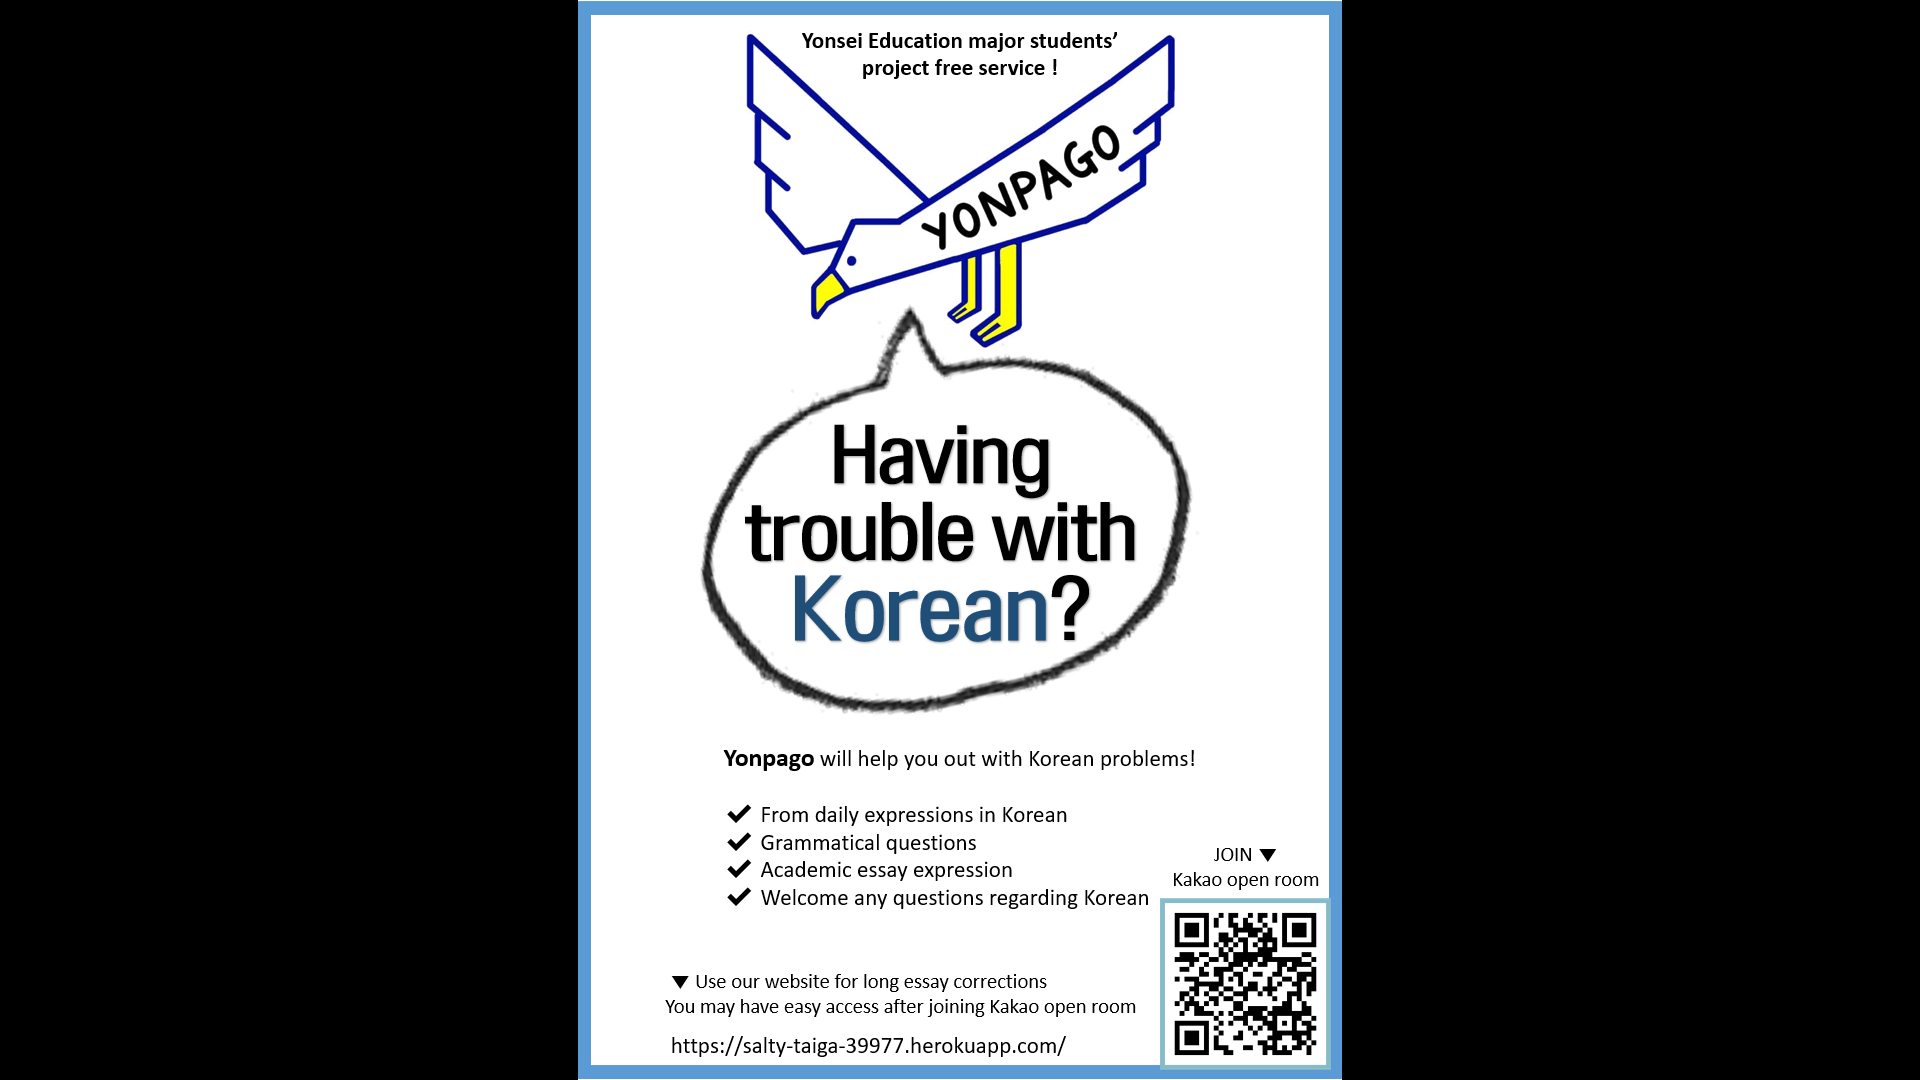 Yonsei Education major students’
project free service !
YONPAGO
Having
trouble with
Korean?
Yonpago will help you out with Korean problems!
From daily expressions in Korean
Grammatical questions
Academic essay expression
Welcome any questions regarding Korean
JOIN ▼
Kakao open room
▼ Use our website for long essay corrections
You may have easy access after joining Kakao open room
https://salty-taiga-39977.herokuapp.com/